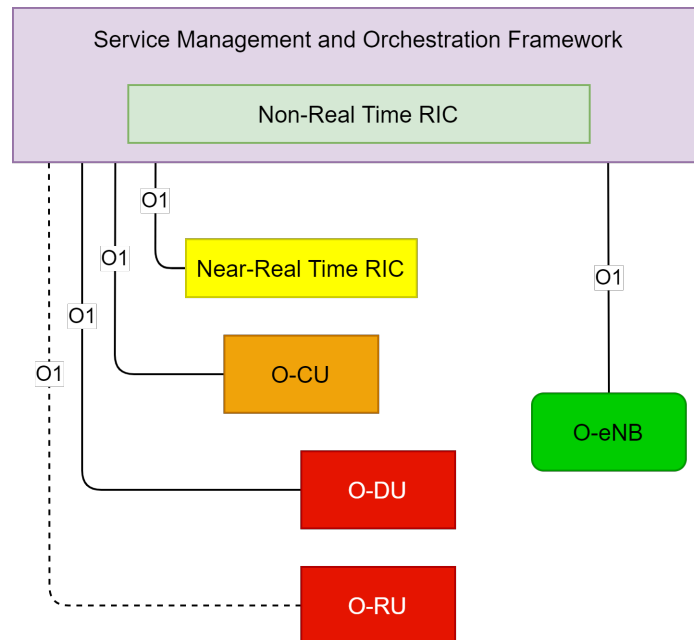 Service Management and Orchestration Framework
Non-Real Time RIC
O1
Near-Real Time RIC
O1
O1
O1
O-CU
O1
O-eNB
O-DU
O-RU